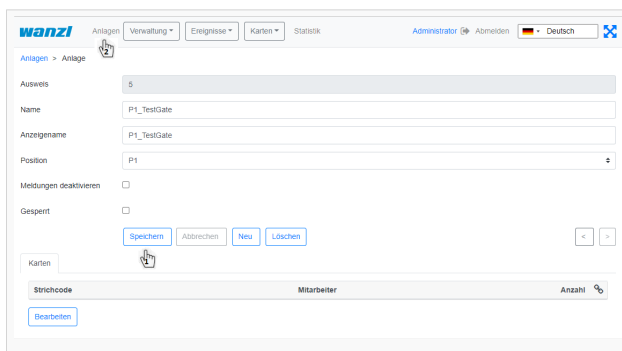 wanzl Anlagen Verwaltung Ereignisse Karten Statistik Administrator Abmelden Deutsch
2
Anlagen > Anlage
Ausweis 5
Name P1_TestGate
Anzeigename P1_TestGate
Position P1
Meldungen deaktivieren
Gesperrt
Speichern Abbrechen Neu Löschen < >
1
Karten
Strichcode Mitarbeiter Anzahl
Bearbeiten